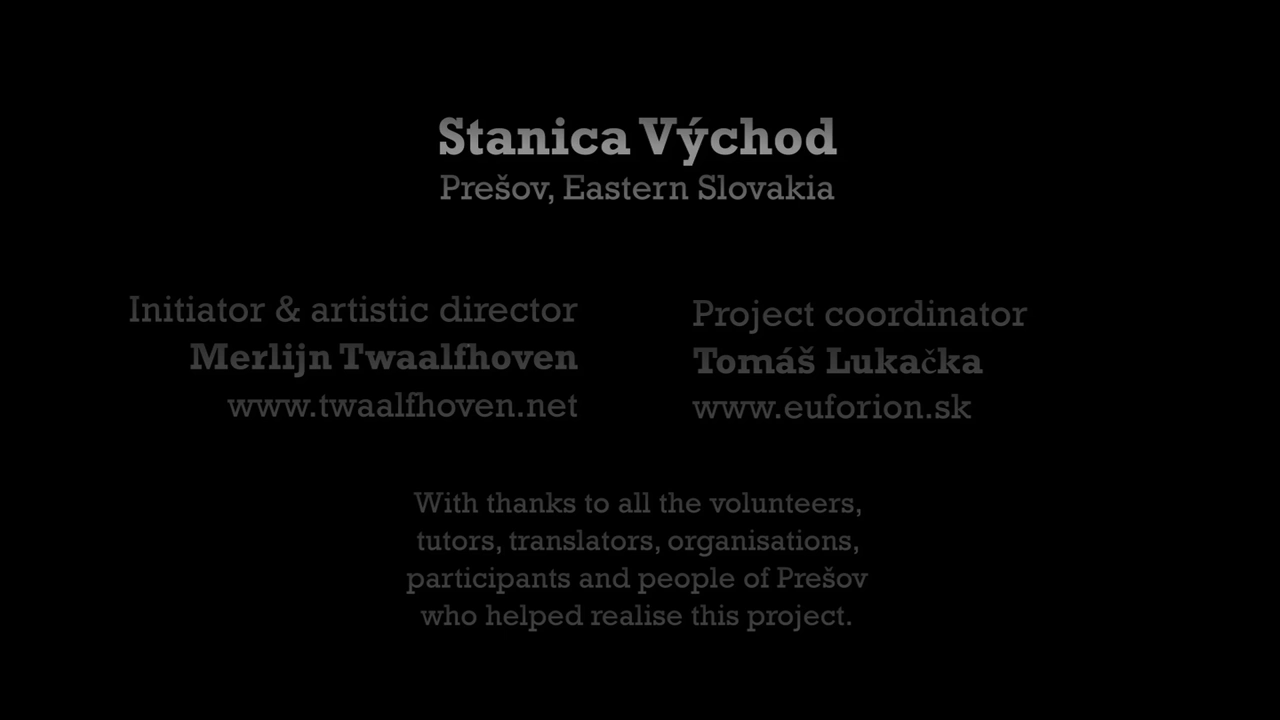 Stanica Východ
Prešov, Eastern Slovakia
Initiator & artistic director
Merlijn Twaalfhoven
www.twaalfhoven.net
Project coordinator
Tomáš Lukačka
www.euforion.sk
With thanks to all the volunteers,
tutors, translators, organisations,
participants and people of Prešov
who helped realise this project.